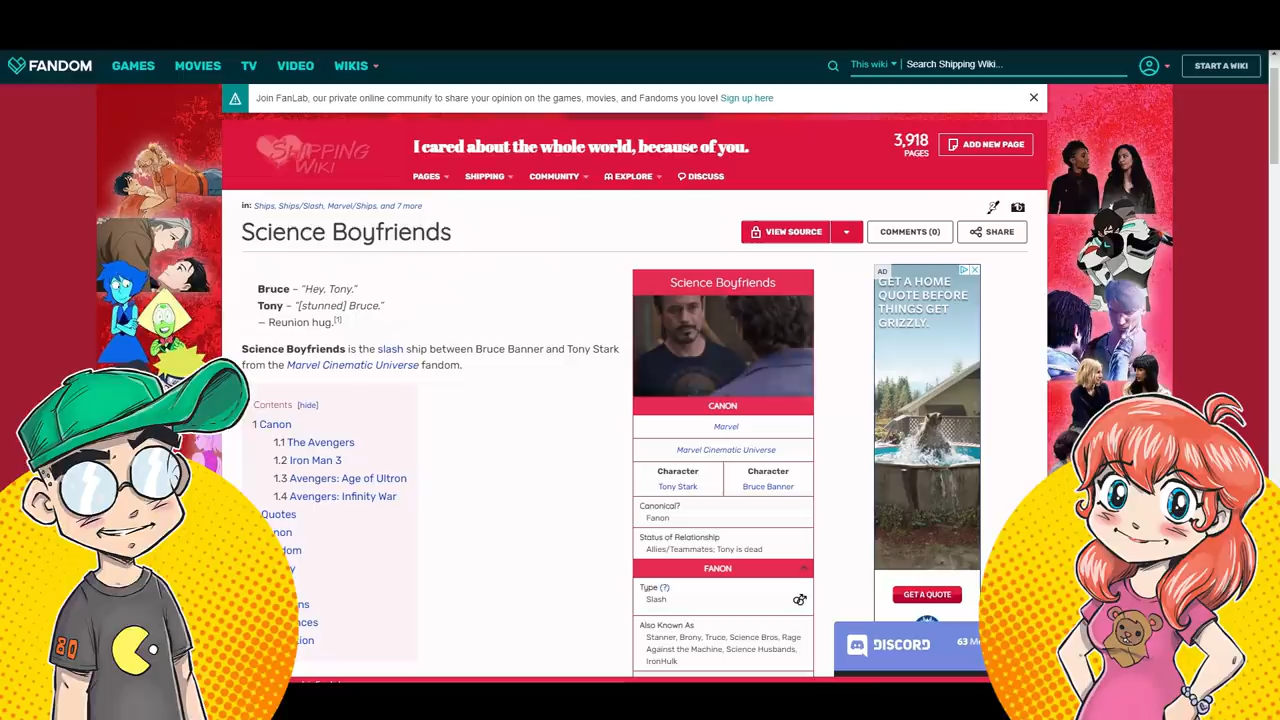 FANDOM
GAMES
MOVIES
TV
VIDEO
WIKIS
This wiki
Search Shipping Wiki...
START A WIKI
Join FanLab, our private online community to share your opinion on the games, movies, and Fandoms you love! Sign up here
SHIPPING
WIKI
I cared about the whole world, because of you.
3,918
PAGES
ADD NEW PAGE
PAGES
SHIPPING
COMMUNITY
EXPLORE
DISCUSS
in: Ships, Ships/Slash, Marvel/Ships, and 7 more
Science Boyfriends
VIEW SOURCE
COMMENTS (0)
SHARE
Bruce – "Hey, Tony."
Tony – "[stunned] Bruce."
— Reunion hug.[1]
Science Boyfriends is the slash ship between Bruce Banner and Tony Stark
from the Marvel Cinematic Universe fandom.
Contents [hide]
1 Canon
1.1 The Avengers
1.2 Iron Man 3
1.3 Avengers: Age of Ultron
1.4 Avengers: Infinity War
Quotes
Science Boyfriends
CANON
Marvel
Marvel Cinematic Universe
Character
Character
Tony Stark
Bruce Banner
Canonical?
Fanon
Status of Relationship
Allies/Teammates; Tony is dead
FANON
Type (?)
Slash
Also Known As
Stanner, Brony, Truce, Science Bros, Rage
Against the Machine, Science Husbands,
IronHulk
AD
GET A HOME
QUOTE BEFORE
THINGS GET
GRIZZLY.
GET A QUOTE
DISCORD
63
80